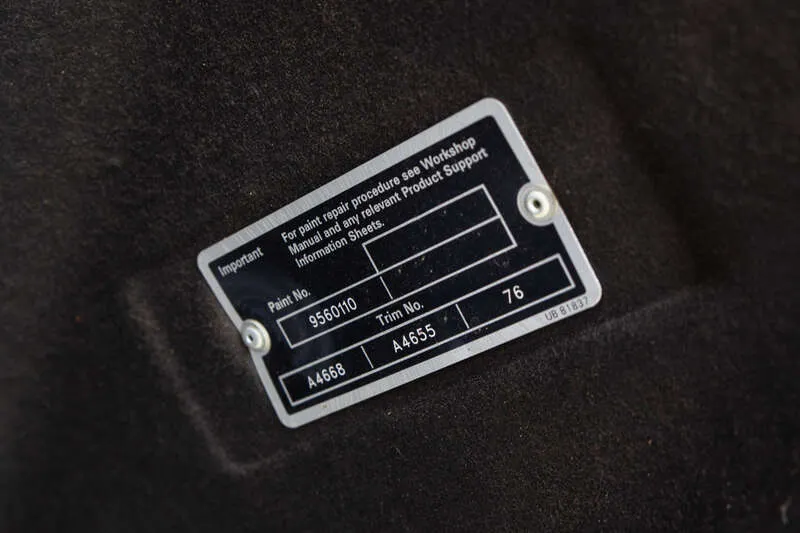 Important
For paint repair procedure see Workshop
Manual and any relevant Product Support
Information Sheets.
Paint No.
9560110
Trim No.
A4668 A4655 76
UB 81837